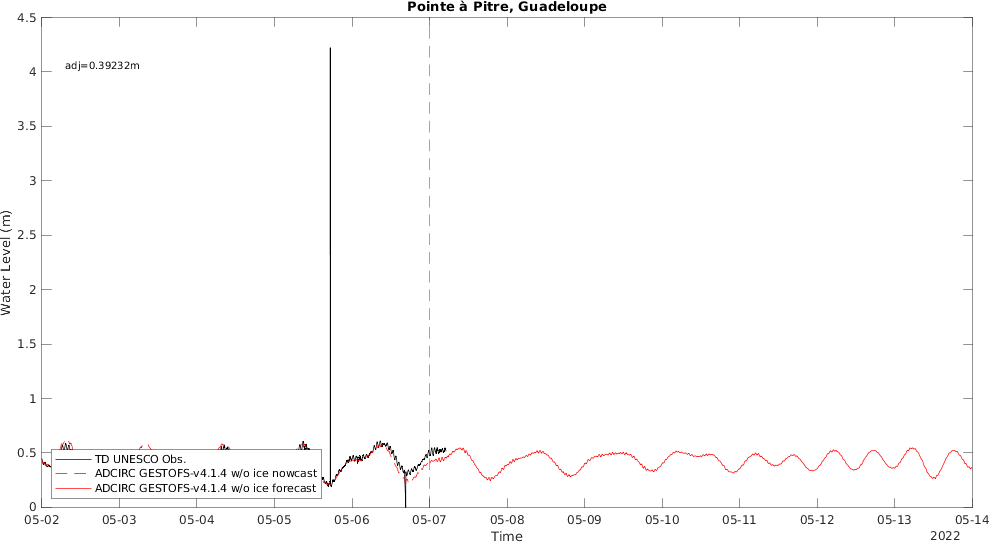 Pointe à Pitre, Guadeloupe
4.5
adj=0.39232m
4
3.5
3
2.5
2
1.5
1
0.5
0
Water Level (m)
TD UNESCO Obs.
ADCIRC GESTOFS-v4.1.4 w/o ice nowcast
ADCIRC GESTOFS-v4.1.4 w/o ice forecast
05-02 05-03 05-04 05-05 05-06 05-07 05-08 05-09 05-10 05-11 05-12 05-13 05-14
Time
2022